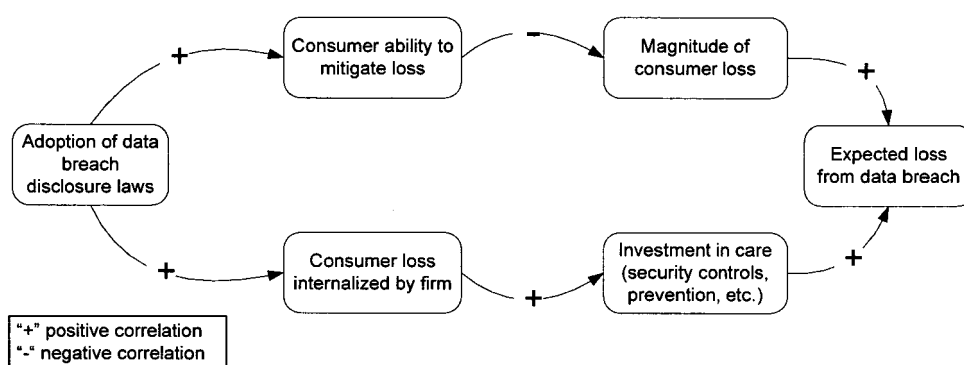 Consumer ability to
mitigate loss
Magnitude of
consumer loss
+
-
+
Adoption of data
breach
disclosure laws
Expected loss
from data breach
+
Consumer loss
internalized by firm
+
Investment in care
(security controls,
prevention, etc.)
+
"+" positive correlation
"-" negative correlation